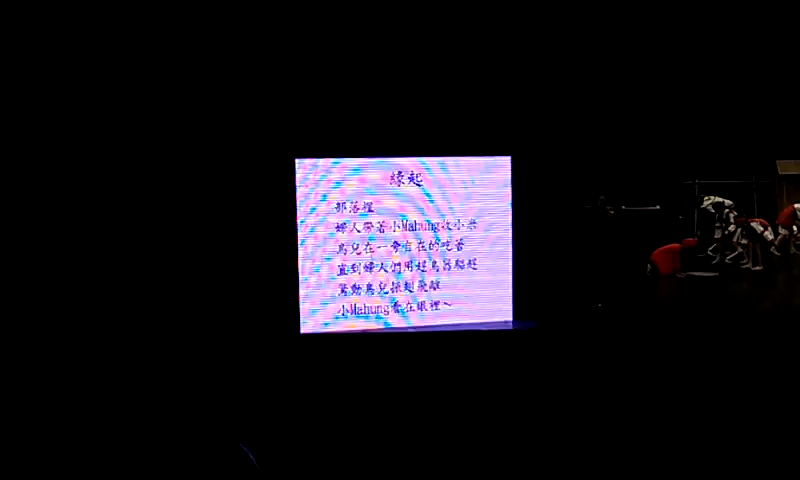 緣起
部落裡
婦人帶著小Mahung收小米
鳥兒在一旁自在的吃著
直到婦人們用趕鳥器驅趕
驚動鳥兒振翅飛離
小Mahung看在眼裡~